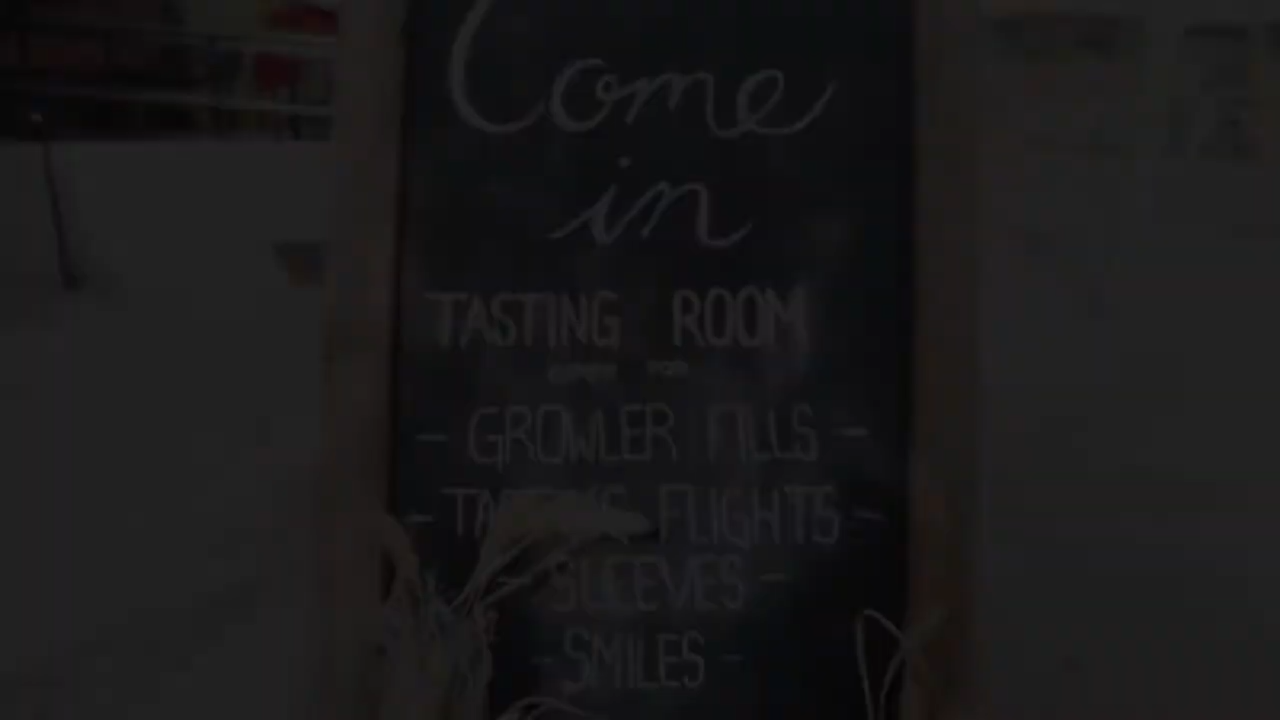 Come
in
TASTING ROOM
- GROWLER FILLS -
- FLIGHTS -
- SLEEVES -
- SMILES -